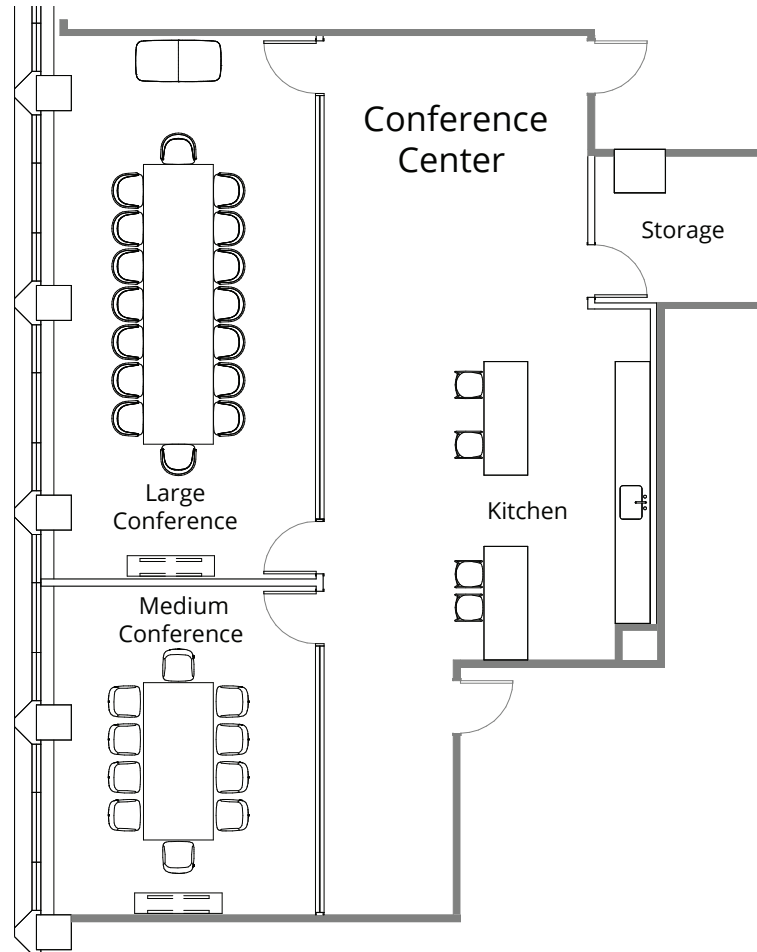 Conference
Center
Storage
Large
Conference
Kitchen
Medium
Conference